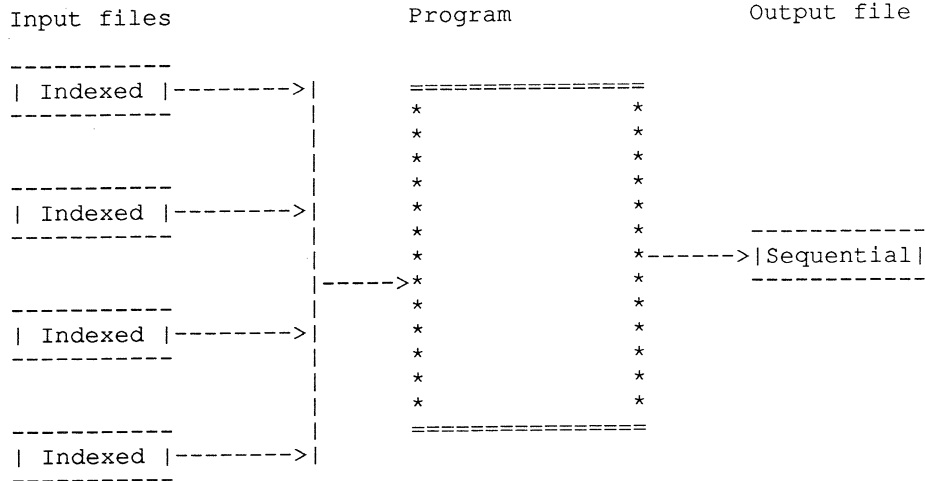 Input files Program Output file
-----------
| Indexed |-------->| ================
----------- | * *
| * *
| * *
----------- | * *
| Indexed |-------->| * *
----------- | * * ------------
| * *------>|Sequential|
|----->* * ------------
----------- | * *
| Indexed |-------->| * *
----------- | * *
| * *
| * *
----------- | ================
| Indexed |-------->|
-----------